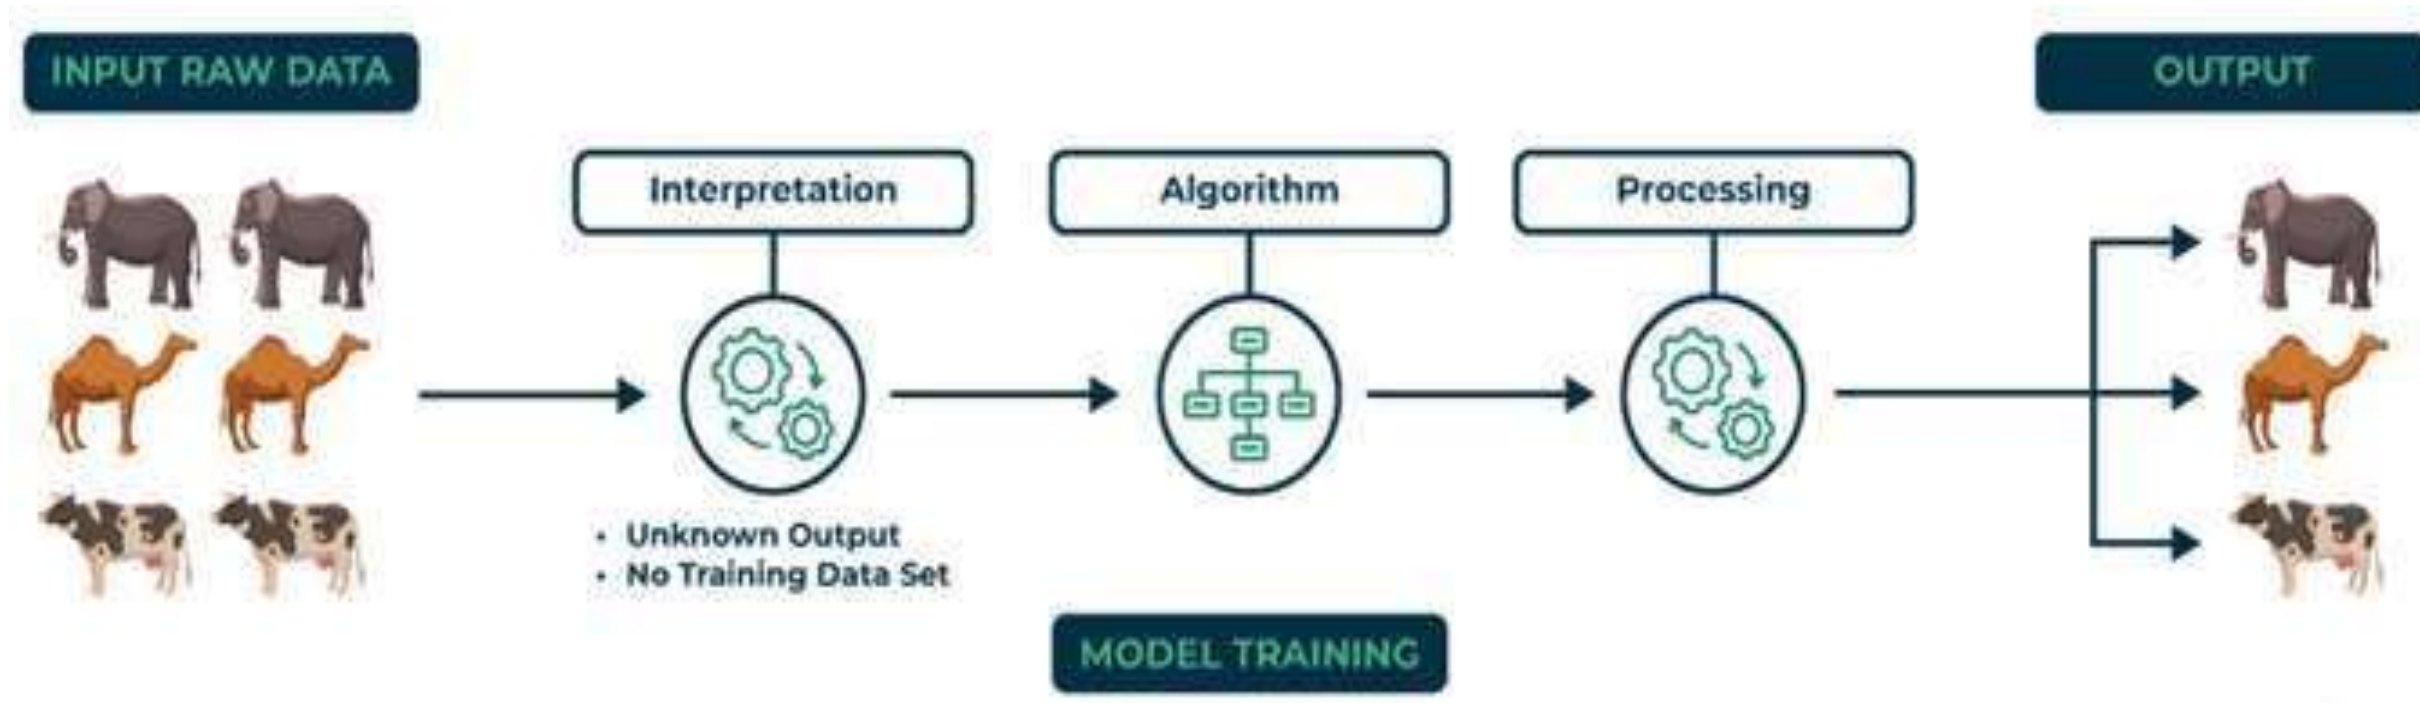 INPUT RAW DATA
OUTPUT
Interpretation
Algorithm
Processing
• Unknown Output
• No Training Data Set
MODEL TRAINING